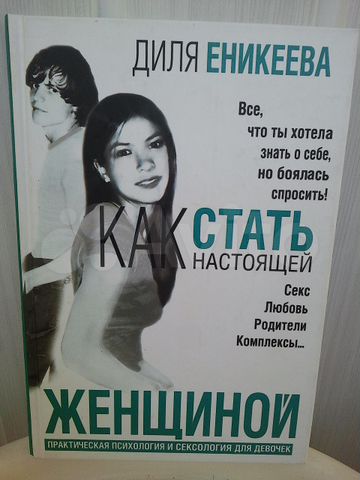 ДИЛЯ ЕНИКЕЕВА
Все,
что ты хотела
знать о себе,
но боялась
спросить!
КАК СТАТЬ
НАСТОЯЩЕЙ
Секс
Любовь
Родители
Комплексы...
ЖЕНЩИНОЙ
ПРАКТИЧЕСКАЯ ПСИХОЛОГИЯ И СЕКСОЛОГИЯ ДЛЯ ДЕВОЧЕК